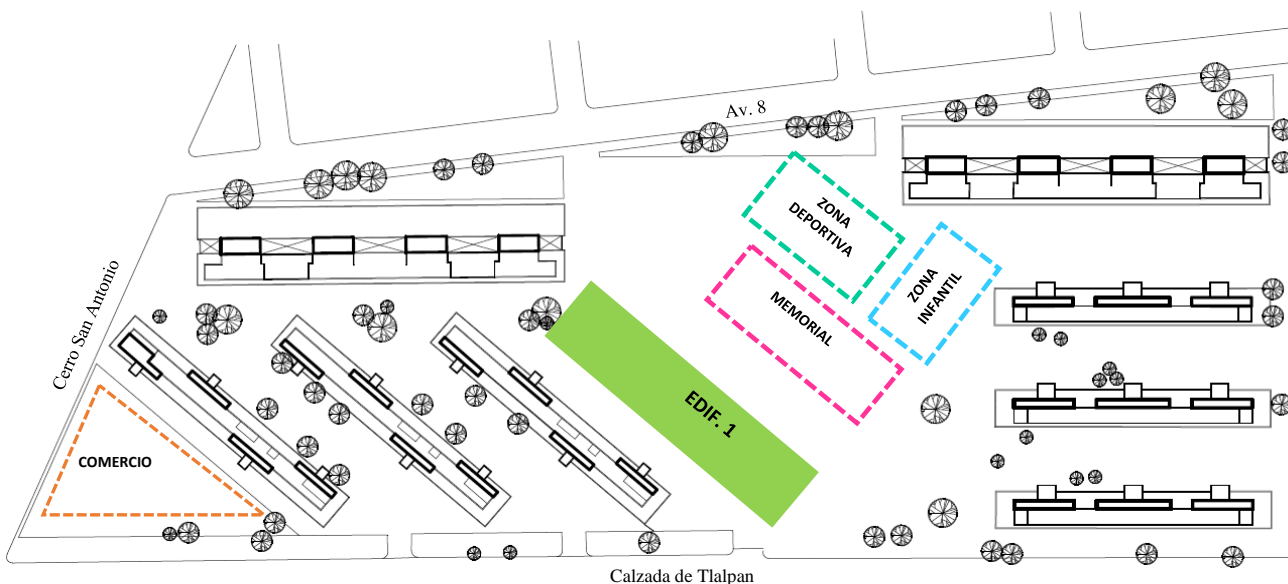 Av. 8
ZONA
DEPORTIVA
ZONA
INFANTIL
MEMORIAL
Cerro San Antonio
EDIF. 1
COMERCIO
Calzada de Tlalpan